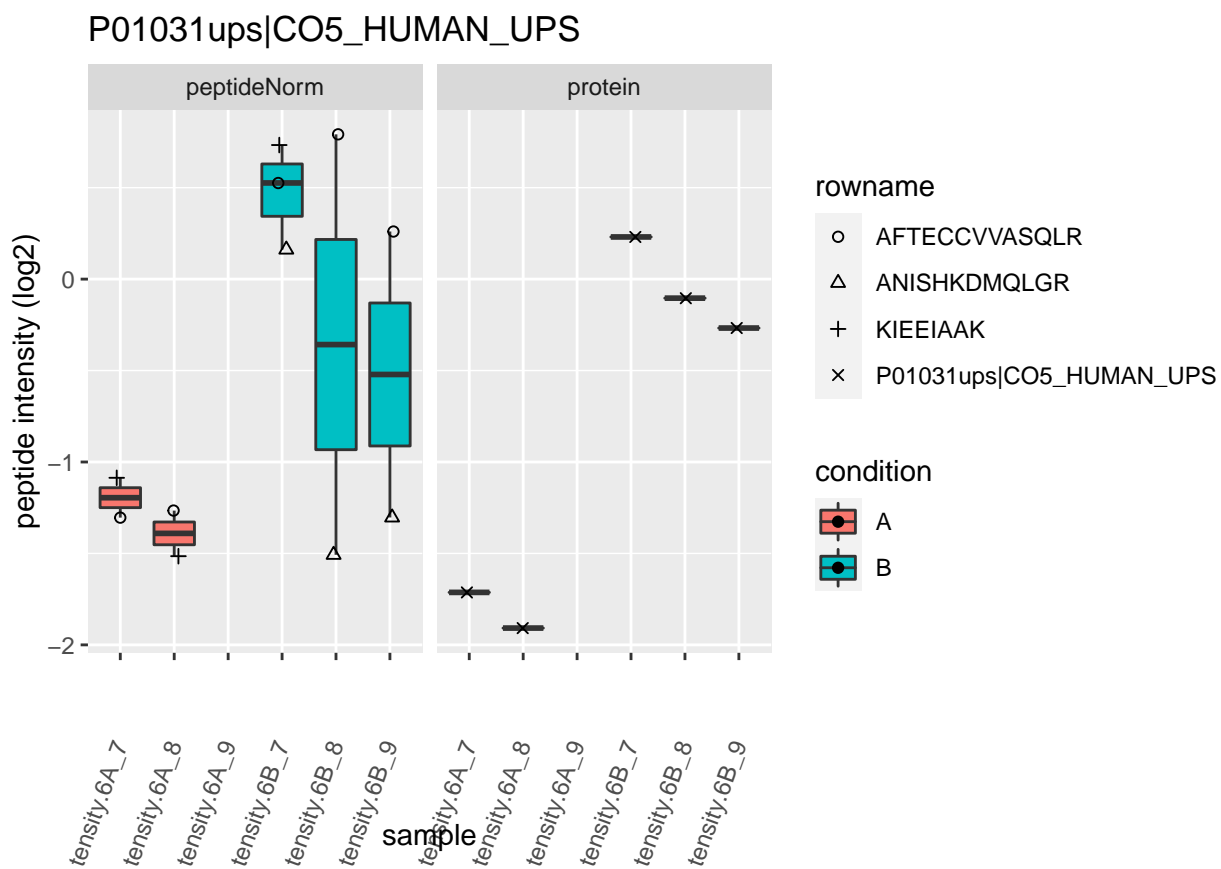 P01031ups|CO5_HUMAN_UPS
peptideNorm
protein
peptide intensity (log2)
0
−1
−2
tensity.6A_7
tensity.6A_8
tensity.6A_9
tensity.6B_7
tensity.6B_8
tensity.6B_9
tensity.6A_7
tensity.6A_8
tensity.6A_9
tensity.6B_7
tensity.6B_8
tensity.6B_9
sample
rowname
AFTECCVVASQLR
ANISHKDMQLGR
KIEEIAAK
P01031ups|CO5_HUMAN_UPS
condition
A
B